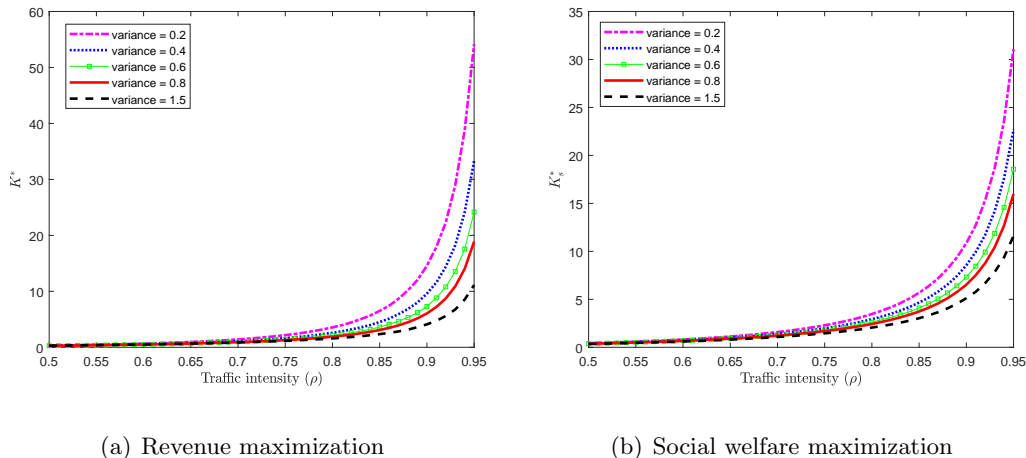 60
50
40
30
20
10
0
K*
variance = 0.2
variance = 0.4
variance = 0.6
variance = 0.8
variance = 1.5
0.5 0.55 0.6 0.65 0.7 0.75 0.8 0.85 0.9 0.95
Traffic intensity (ρ)
(a) Revenue maximization
35
30
25
20
15
10
5
0
K*s
variance = 0.2
variance = 0.4
variance = 0.6
variance = 0.8
variance = 1.5
0.5 0.55 0.6 0.65 0.7 0.75 0.8 0.85 0.9 0.95
Traffic intensity (ρ)
(b) Social welfare maximization